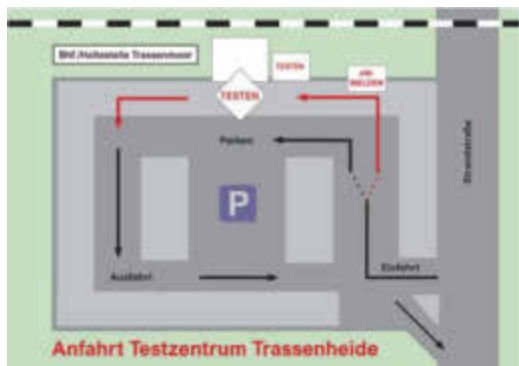 Bhf./Haltestelle Trassenmoor
TESTEN
AN-
MELDEN
TESTEN
Parken
Strandstraße
P
Ausfahrt
Einfahrt
Anfahrt Testzentrum Trassenheide